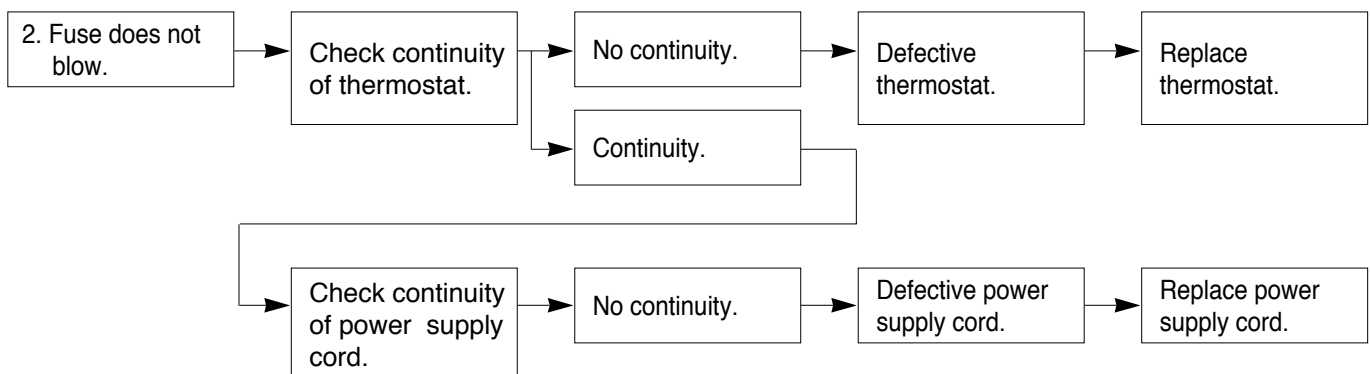 2. Fuse does not
blow.
Check continuity
of thermostat.
No continuity.
Defective
thermostat.
Replace
thermostat.
Continuity.
Check continuity
of power supply
cord.
No continuity.
Defective power
supply cord.
Replace power
supply cord.